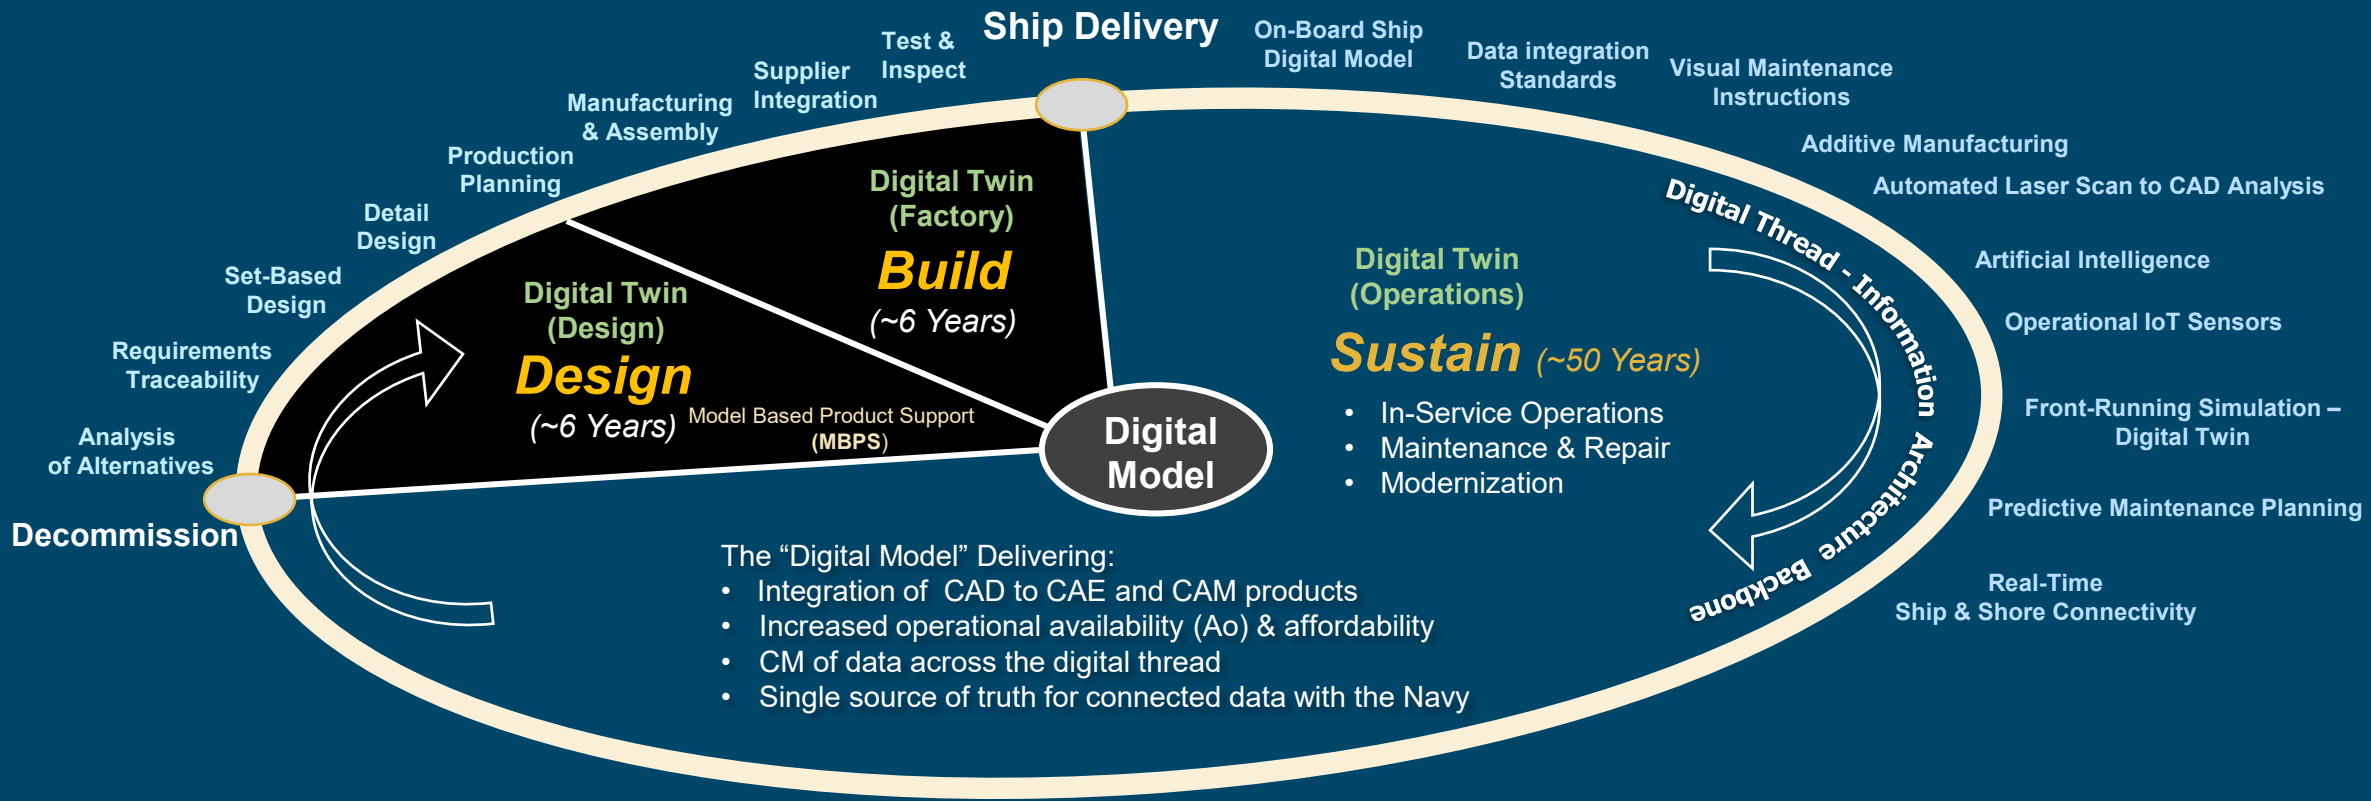 Ship Delivery
Test &
Inspect
Supplier
Integration
Manufacturing
& Assembly
Production
Planning
Detail
Design
Set-Based
Design
Requirements
Traceability
Analysis
of Alternatives
Decommission
On-Board Ship
Digital Model
Data integration
Standards
Visual Maintenance
Instructions
Additive Manufacturing
Automated Laser Scan to CAD Analysis
Artificial Intelligence
Operational IoT Sensors
Front-Running Simulation –
Digital Twin
Predictive Maintenance Planning
Real-Time
Ship & Shore Connectivity
Digital Thread - Information Architecture Backbone
Digital Twin
(Design)
Design
(~6 Years)
Model Based Product Support
(MBPS)
Digital Twin
(Factory)
Build
(~6 Years)
Digital Twin
(Operations)
Sustain (~50 Years)
• In-Service Operations
• Maintenance & Repair
• Modernization
Digital
Model
The “Digital Model” Delivering:
• Integration of CAD to CAE and CAM products
• Increased operational availability (Ao) & affordability
• CM of data across the digital thread
• Single source of truth for connected data with the Navy